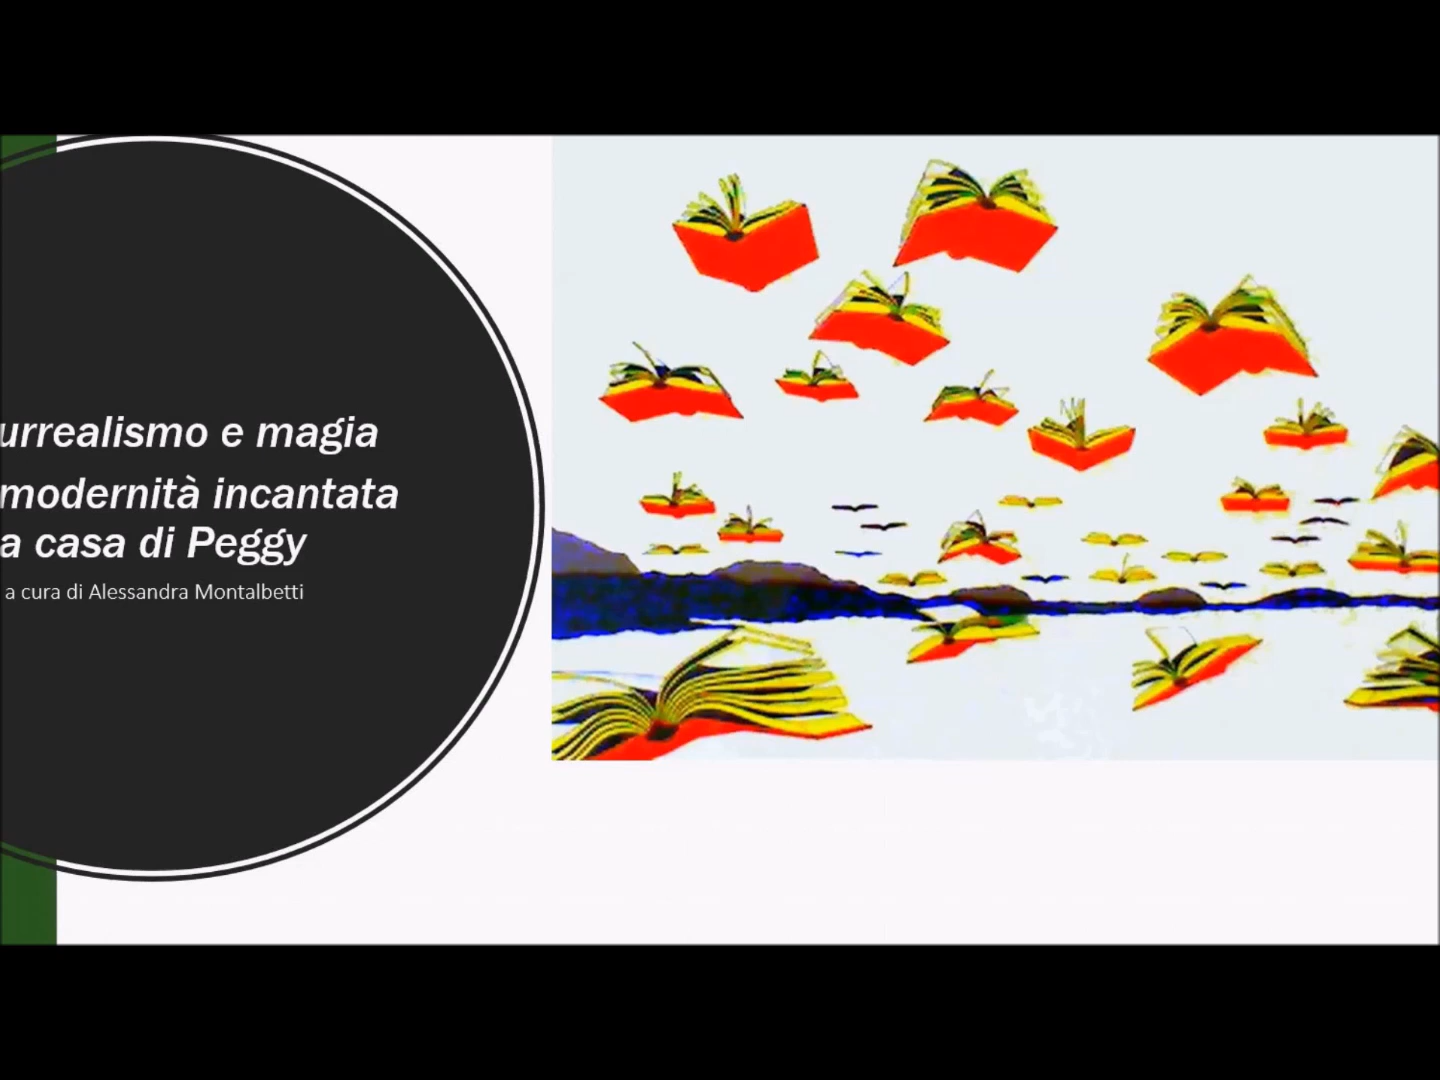 urrealismo e magia
modernità incantata
a casa di Peggy
a cura di Alessandra Montalbetti